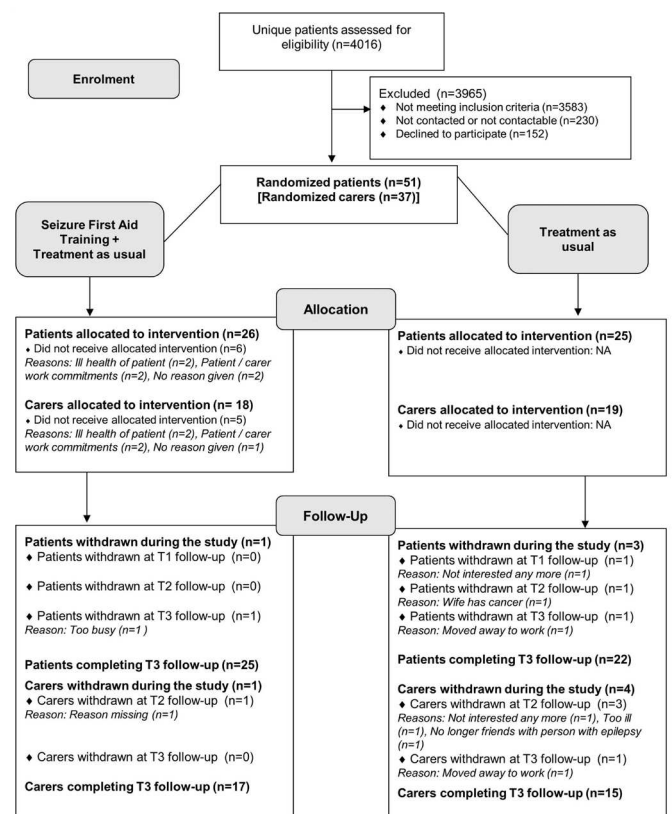 Unique patients assessed for
eligibility (n=4016)
Enrolment
Excluded (n=3965)
♦ Not meeting inclusion criteria (n=3583)
♦ Not contacted or not contactable (n=230)
♦ Declined to participate (n=152)
Randomized patients (n=51)
[Randomized carers (n=37)]
Seizure First Aid
Training +
Treatment as usual
Treatment as
usual
Allocation
Patients allocated to intervention (n=26)
♦ Did not receive allocated intervention (n=6)
Reasons: Ill health of patient (n=2), Patient / carer
work commitments (n=2), No reason given (n=2)
Carers allocated to intervention (n= 18)
♦ Did not receive allocated intervention (n=5)
Reasons: Ill health of patient (n=2), Patient / carer
work commitments (n=2), No reason given (n=1)
Patients allocated to intervention (n=25)
♦ Did not receive allocated intervention: NA
Carers allocated to intervention (n=19)
♦ Did not receive allocated intervention: NA
Follow-Up
Patients withdrawn during the study (n=1)
♦ Patients withdrawn at T1 follow-up (n=0)
♦ Patients withdrawn at T2 follow-up (n=0)
♦ Patients withdrawn at T3 follow-up (n=1)
Reason: Too busy (n=1 )
Patients completing T3 follow-up (n=25)
Carers withdrawn during the study (n=1)
♦ Carers withdrawn at T2 follow-up (n=1)
Reason: Reason missing (n=1)
♦ Carers withdrawn at T3 follow-up (n=0)
Carers completing T3 follow-up (n=17)
Patients withdrawn during the study (n=3)
♦ Patients withdrawn at T1 follow-up (n=1)
Reason: Not interested any more (n=1)
♦ Patients withdrawn at T2 follow-up (n=1)
Reason: Wife has cancer (n=1)
♦ Patients withdrawn at T3 follow-up (n=1)
Reason: Moved away to work (n=1)
Patients completing T3 follow-up (n=22)
Carers withdrawn during the study (n=4)
♦ Carers withdrawn at T2 follow-up (n=3)
Reasons: Not interested any more (n=1), Too ill
(n=1), No longer friends with person with epilepsy
(n=1)
♦ Carers withdrawn at T3 follow-up (n=1)
Reason: Moved away to work (n=1)
Carers completing T3 follow-up (n=15)